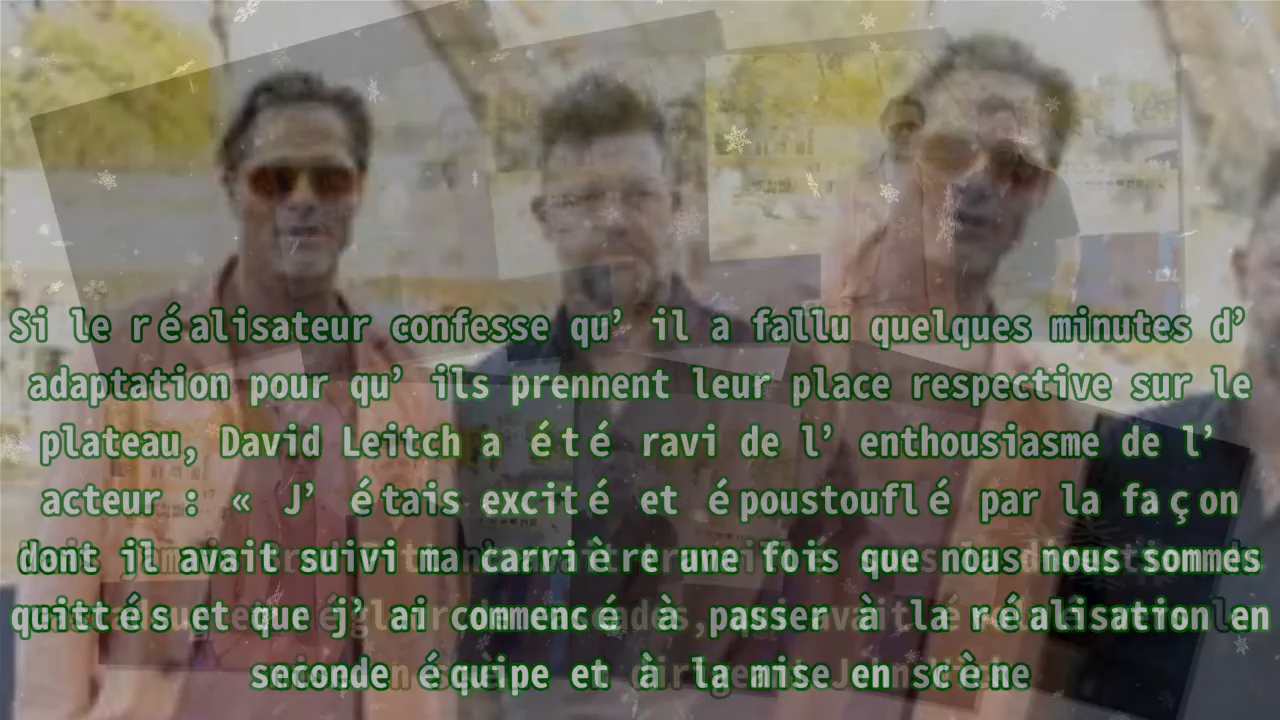 Si le réalisateur confesse qu’ il a fallu quelques minutes d’
adaptation pour qu’ ils prennent leur place respective sur le
plateau, David Leitch a été ravi de l’ enthousiasme de l’
acteur : « J’ étais excité et époustouflé par la façon
dont il avait suivi ma carrière une fois que nous nous sommes
quittés et que j’ ai commencé à passer à la réalisation en
seconde équipe et à la mise en scène